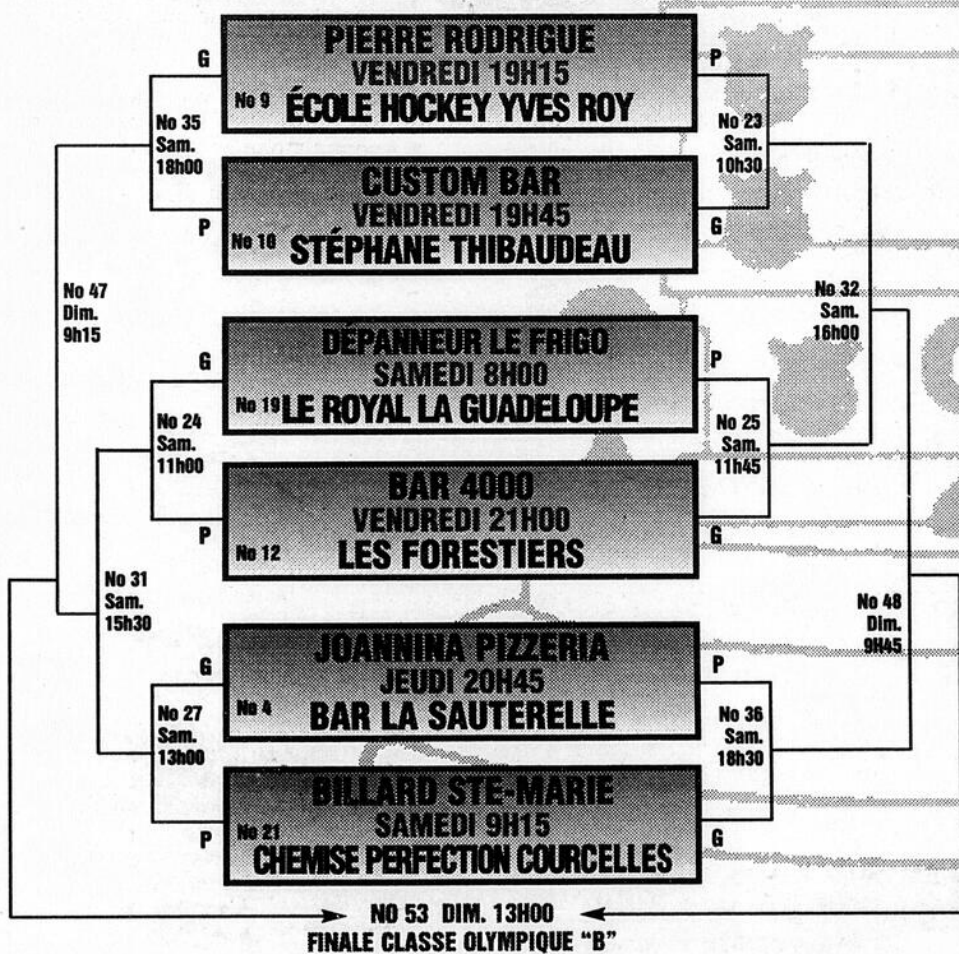 PIERRE RODRIGUE
G
P
VENDREDI 19H15
No 9 ÉCOLE HOCKEY YVES ROY
No 35
Sam.
18h00
No 23
Sam.
10h30
CUSTOM BAR
VENDREDI 19H45
P
G
No 10 STÉPHANE THIBAUDEAU
No 47
Dim.
9h15
No 32
Sam.
16h00
DÉPANNEUR LE FRIGO
G
P
SAMEDI 8H00
No 19 LE ROYAL LA GUADELOUPE
No 24
Sam.
11h00
No 25
Sam.
11h45
BAR 4000
VENDREDI 21H00
P
G
No 12 LES FORESTIERS
No 31
Sam.
15h30
No 48
Dim.
9H45
JOANNINA PIZZERIA
G
P
JEUDI 20H45
No 4 BAR LA SAUTERELLE
No 27
Sam.
13h00
No 36
Sam.
18h30
BILLARD STE-MARIE
SAMEDI 9H15
P
No 21
G
CHEMISE PERFECTION COURCELLES
NO 53 DIM. 13H00
FINALE CLASSE OLYMPIQUE "B"